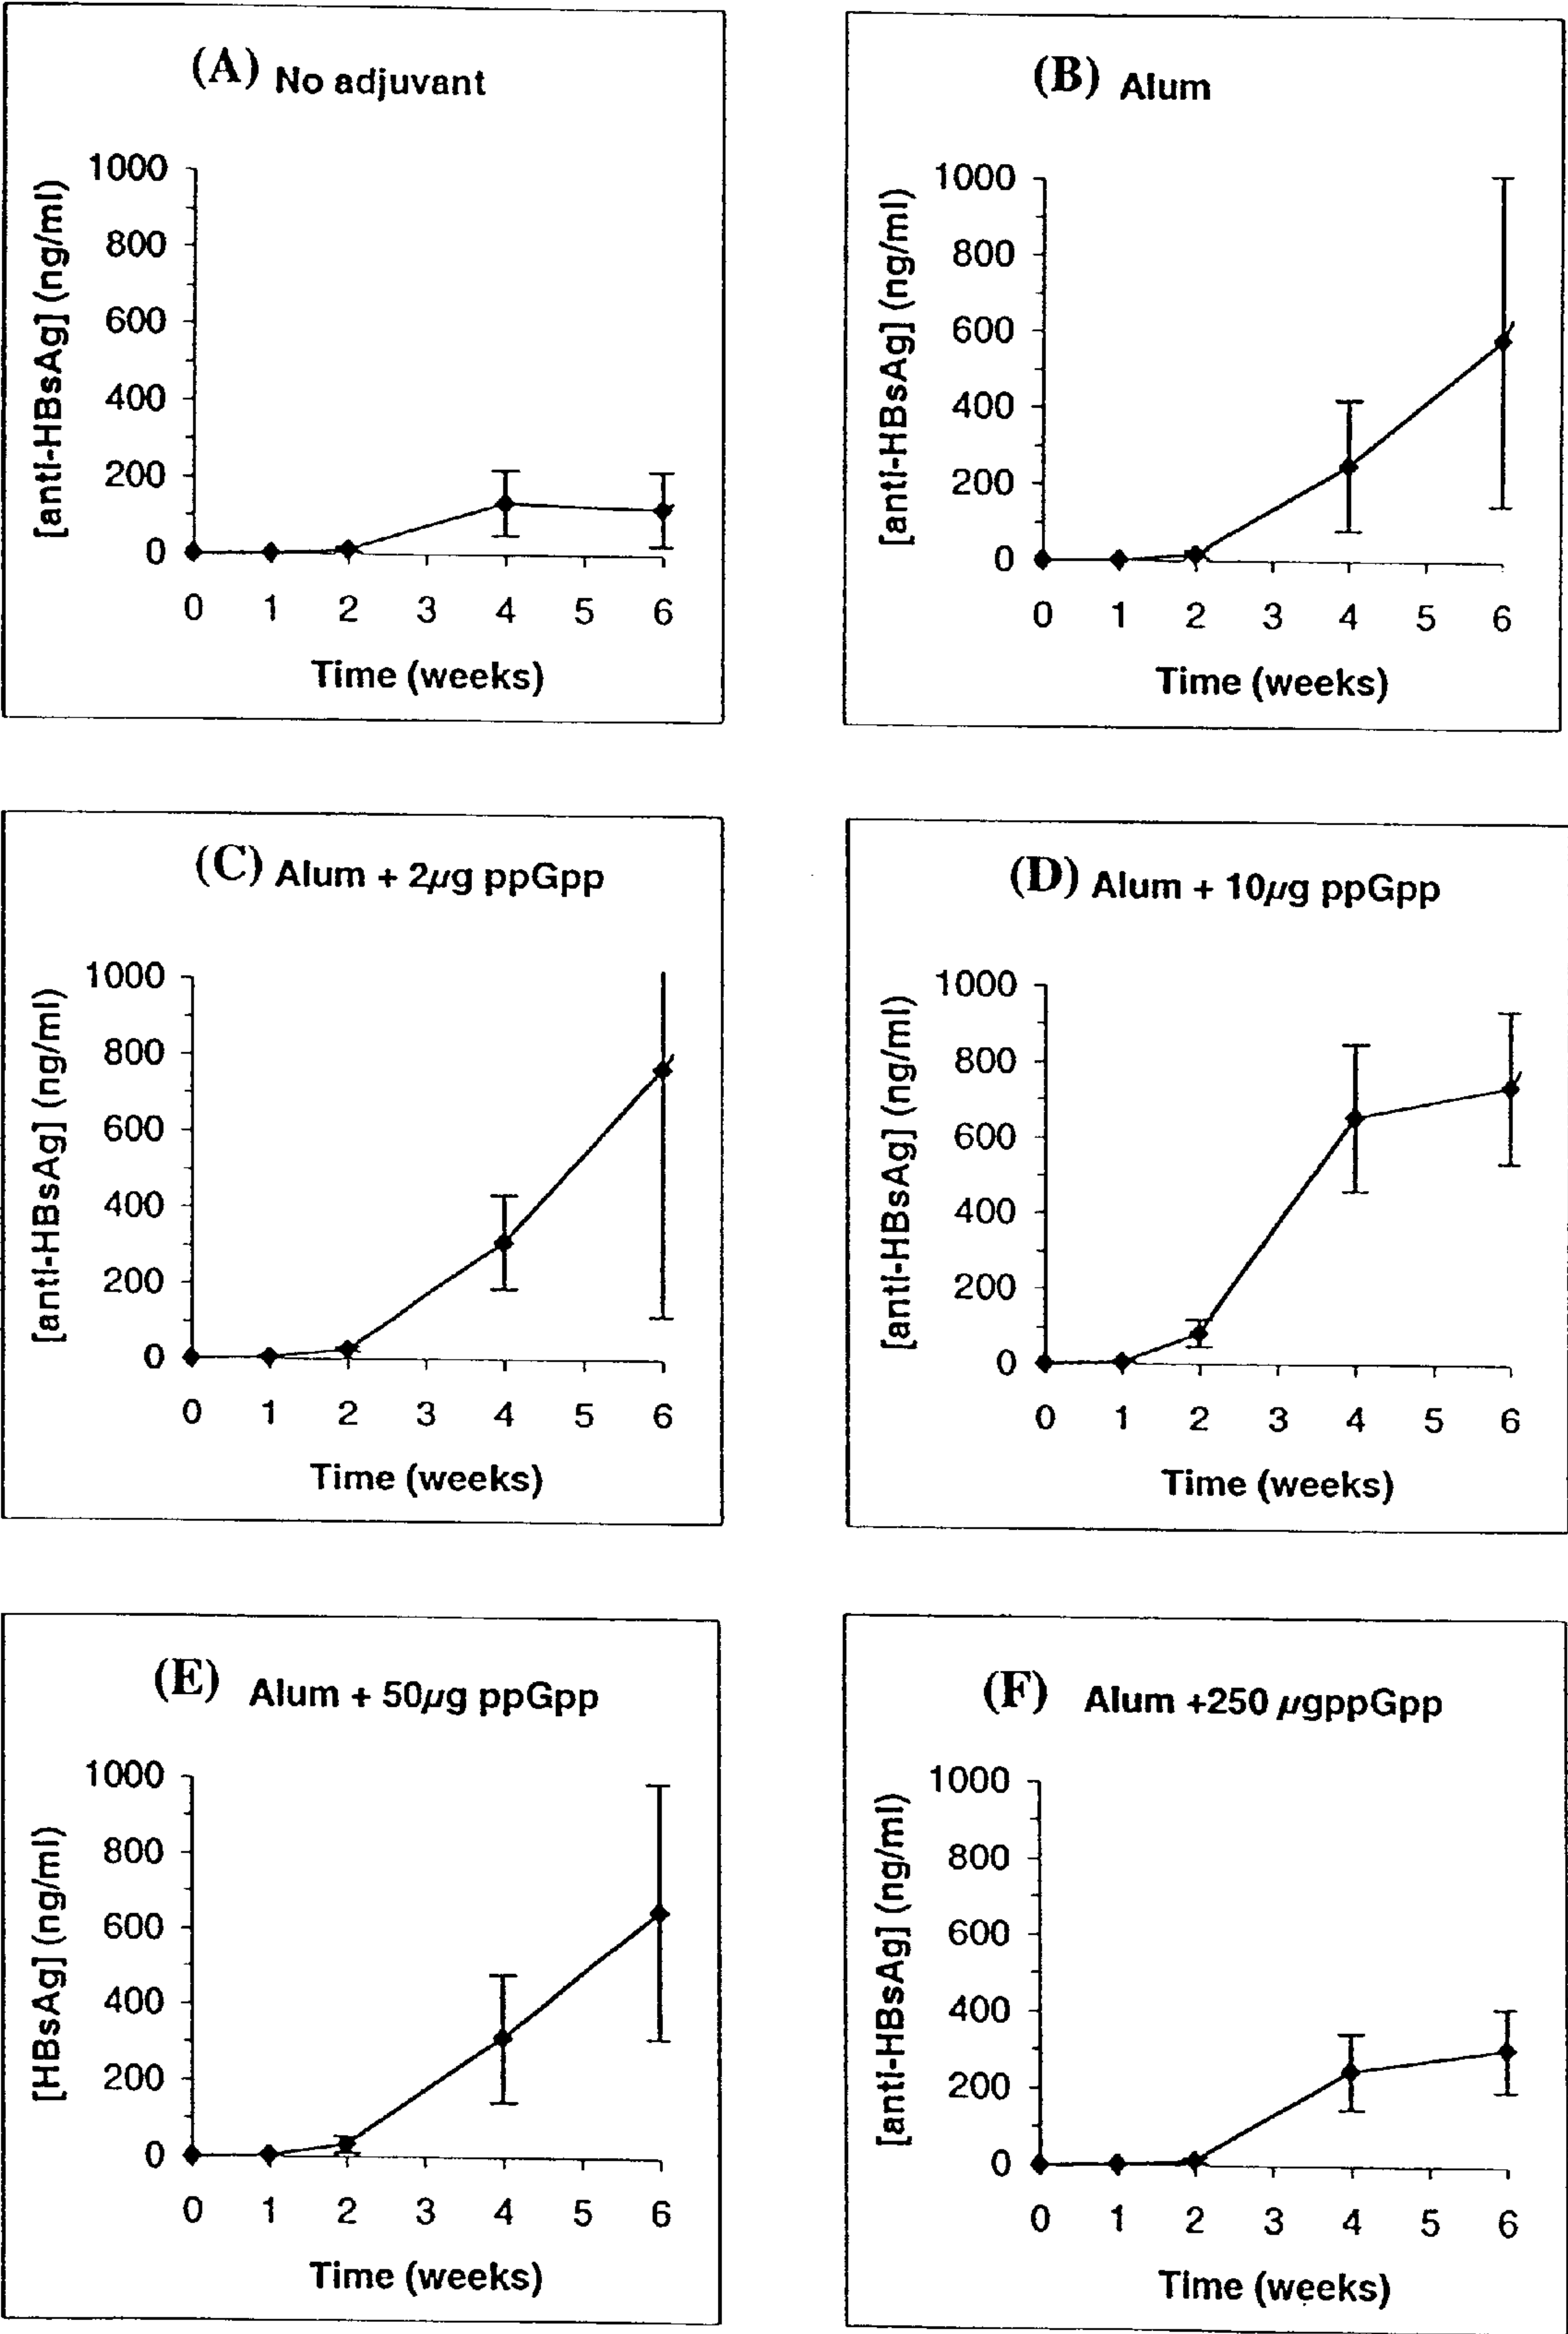 (A) No adjuvant
[anti-HBsAg] (ng/ml)
1000
800
600
400
200
0
0 1 2 3 4 5 6
Time (weeks)
(B) Alum
[anti-HBsAg] (ng/ml)
1000
800
600
400
200
0
0 1 2 3 4 5 6
Time (weeks)
(C) Alum + 2μg ppGpp
[anti-HBsAg] (ng/ml)
1000
800
600
400
200
0
0 1 2 3 4 5 6
Time (weeks)
(D) Alum + 10μg ppGpp
[anti-HBsAg] (ng/ml)
1000
800
600
400
200
0
0 1 2 3 4 5 6
Time (weeks)
(E) Alum + 50μg ppGpp
[HBsAg] (ng/ml)
1000
800
600
400
200
0
0 1 2 3 4 5 6
Time (weeks)
(F) Alum +250 μgppGpp
[anti-HBsAg] (ng/ml)
1000
800
600
400
200
0
0 1 2 3 4 5 6
Time (weeks)